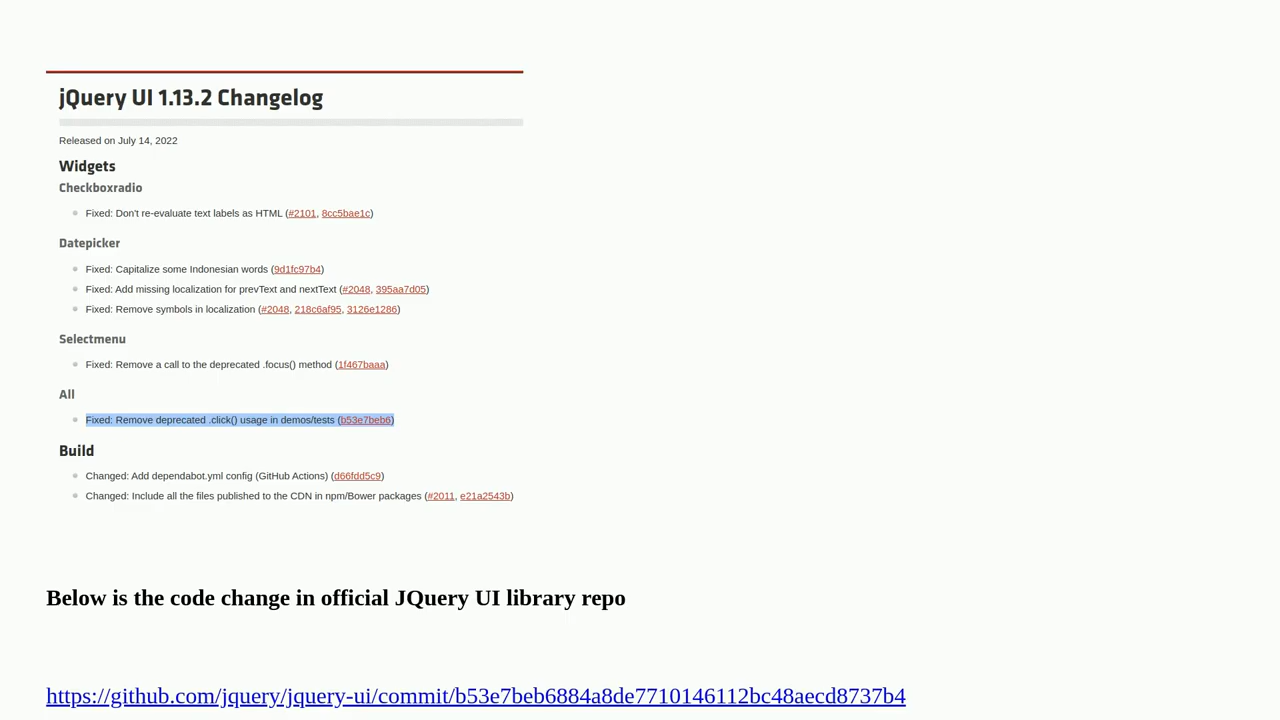 jQuery UI 1.13.2 Changelog
Released on July 14, 2022
Widgets
Checkboxradio
Fixed: Don't re-evaluate text labels as HTML (#2101, 8cc5bae1c)
Datepicker
Fixed: Capitalize some Indonesian words (9d1fc97b4)
Fixed: Add missing localization for prevText and nextText (#2048, 395aa7d05)
Fixed: Remove symbols in localization (#2048, 218c6af95, 3126e1286)
Selectmenu
Fixed: Remove a call to the deprecated .focus() method (1f467baaa)
All
Fixed: Remove deprecated .click() usage in demos/tests (b53e7beb6)
Build
Changed: Add dependabot.yml config (GitHub Actions) (d66fdd5c9)
Changed: Include all the files published to the CDN in npm/Bower packages (#2011, e21a2543b)
Below is the code change in official JQuery UI library repo
https://github.com/jquery/jquery-ui/commit/b53e7beb6884a8de7710146112bc48aecd8737b4